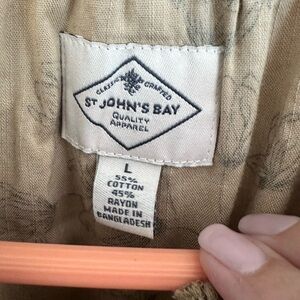 CLASSIC CRAFTED
ST JOHN'S BAY
QUALITY
APPAREL
L
55%
COTTON
45%
RAYON
MADE IN
BANGLADESH